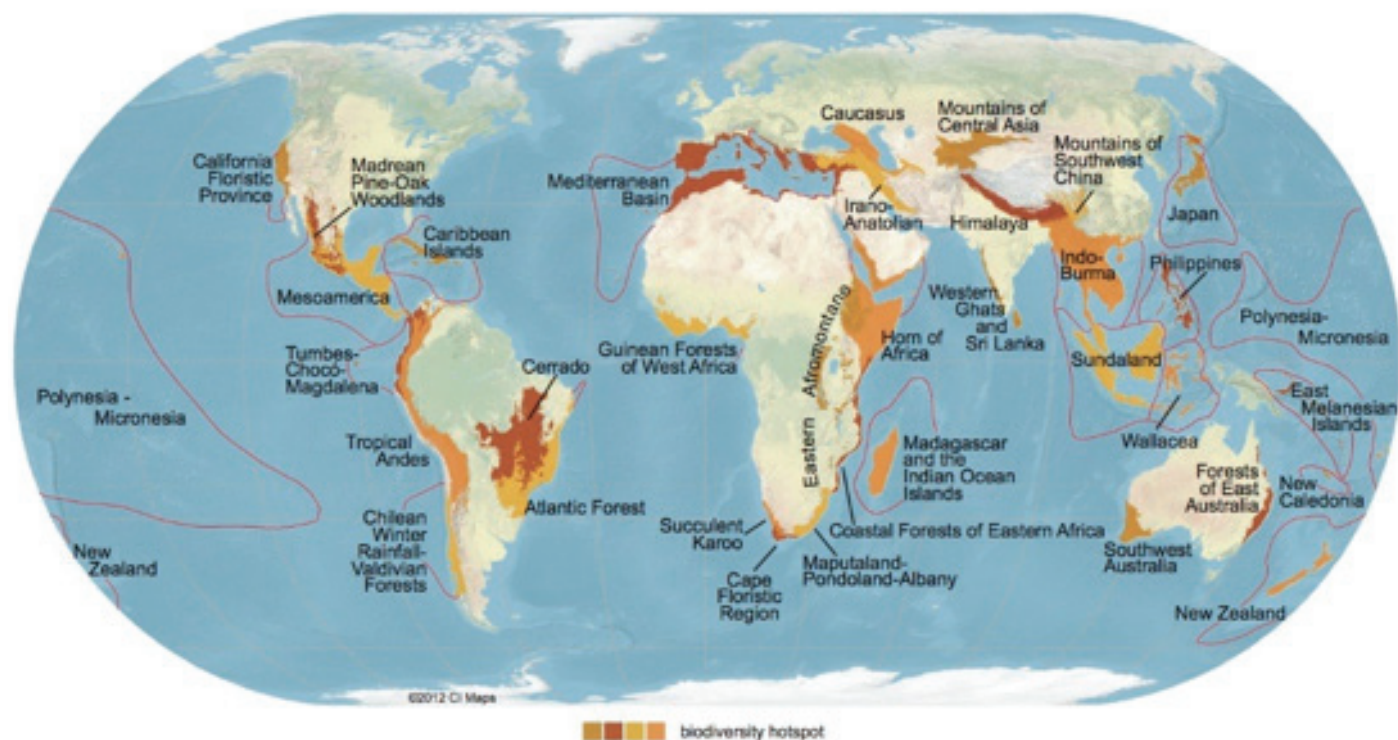 California
Floristic
Province
Madrean
Pine-Oak
Woodlands
Caribbean
Islands
Mesoamerica
Tumbes-
Chocó-
Magdalena
Polynesia -
Micronesia
Tropical
Andes
Cerrado
Atlantic Forest
Chilean
Winter
Rainfall-
Valdivian
Forests
New
Zealand
Mediterranean
Basin
Caucasus
Irano-
Anatolian
Mountains of
Central Asia
Mountains of
Southwest
China
Himalaya
Japan
Indo-
Burma
Philippines
Western
Ghats
and
Sri Lanka
Guinean Forests
of West Africa
Eastern Afromontane
Horn of
Africa
Sundaland
Polynesia-
Micronesia
East
Melanesian
Islands
Wallacea
Madagascar
and the
Indian Ocean
Islands
Succulent
Karoo
Cape
Floristic
Region
Coastal Forests of Eastern Africa
Maputaland-
Pondoland-Albany
Forests
of East
Australia
New
Caledonia
Southwest
Australia
New Zealand
©2012 CI Maps
biodiversity hotspot